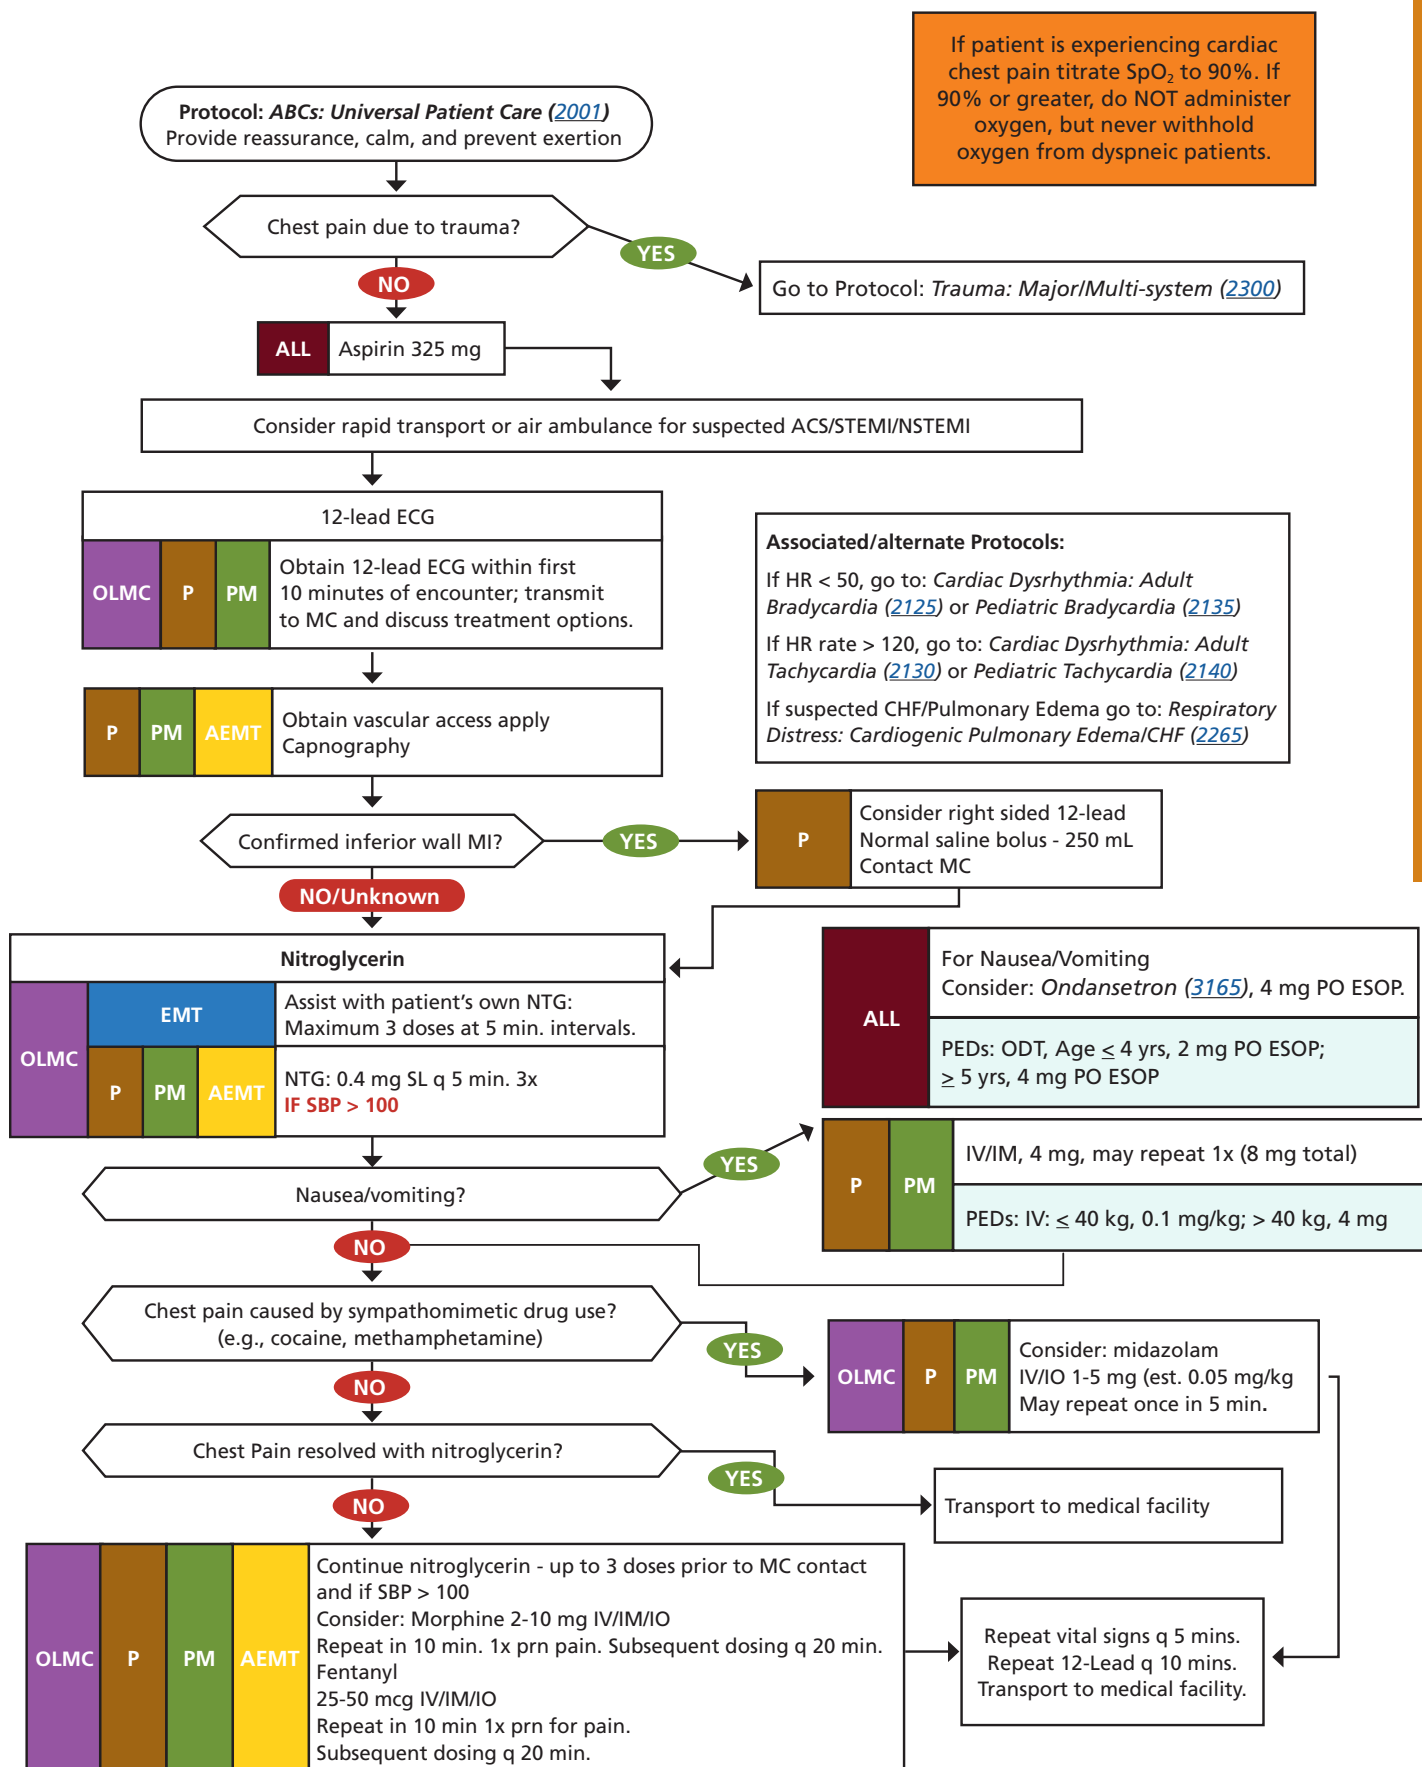 If patient is experiencing cardiac
chest pain titrate SpO₂ to 90%. If
90% or greater, do NOT administer
oxygen, but never withhold
oxygen from dyspneic patients.
Protocol: ABCs: Universal Patient Care (2001)
Provide reassurance, calm, and prevent exertion
Chest pain due to trauma?
YES
NO
Go to Protocol: Trauma: Major/Multi-system (2300)
ALL
Aspirin 325 mg
Consider rapid transport or air ambulance for suspected ACS/STEMI/NSTEMI
12-lead ECG
OLMC
P
PM
Obtain 12-lead ECG within first
10 minutes of encounter; transmit
to MC and discuss treatment options.
Associated/alternate Protocols:
If HR < 50, go to: Cardiac Dysrhythmia: Adult
Bradycardia (2125) or Pediatric Bradycardia (2135)
If HR rate > 120, go to: Cardiac Dysrhythmia: Adult
Tachycardia (2130) or Pediatric Tachycardia (2140)
If suspected CHF/Pulmonary Edema go to: Respiratory
Distress: Cardiogenic Pulmonary Edema/CHF (2265)
P
PM
AEMT
Obtain vascular access apply
Capnography
Confirmed inferior wall MI?
YES
P
Consider right sided 12-lead
Normal saline bolus - 250 mL
Contact MC
NO/Unknown
Nitroglycerin
OLMC
EMT
Assist with patient's own NTG:
Maximum 3 doses at 5 min. intervals.
P
PM
AEMT
NTG: 0.4 mg SL q 5 min. 3x
IF SBP > 100
ALL
For Nausea/Vomiting
Consider: Ondansetron (3165), 4 mg PO ESOP.
PEDs: ODT, Age ≤ 4 yrs, 2 mg PO ESOP;
≥ 5 yrs, 4 mg PO ESOP
P
PM
IV/IM, 4 mg, may repeat 1x (8 mg total)
PEDs: IV: ≤ 40 kg, 0.1 mg/kg; > 40 kg, 4 mg
Nausea/vomiting?
YES
NO
Chest pain caused by sympathomimetic drug use?
(e.g., cocaine, methamphetamine)
YES
OLMC
P
PM
Consider: midazolam
IV/IO 1-5 mg (est. 0.05 mg/kg
May repeat once in 5 min.
NO
Chest Pain resolved with nitroglycerin?
YES
Transport to medical facility
NO
OLMC
P
PM
AEMT
Continue nitroglycerin - up to 3 doses prior to MC contact
and if SBP > 100
Consider: Morphine 2-10 mg IV/IM/IO
Repeat in 10 min. 1x prn pain. Subsequent dosing q 20 min.
Fentanyl
25-50 mcg IV/IM/IO
Repeat in 10 min 1x prn for pain.
Subsequent dosing q 20 min.
Repeat vital signs q 5 mins.
Repeat 12-Lead q 10 mins.
Transport to medical facility.